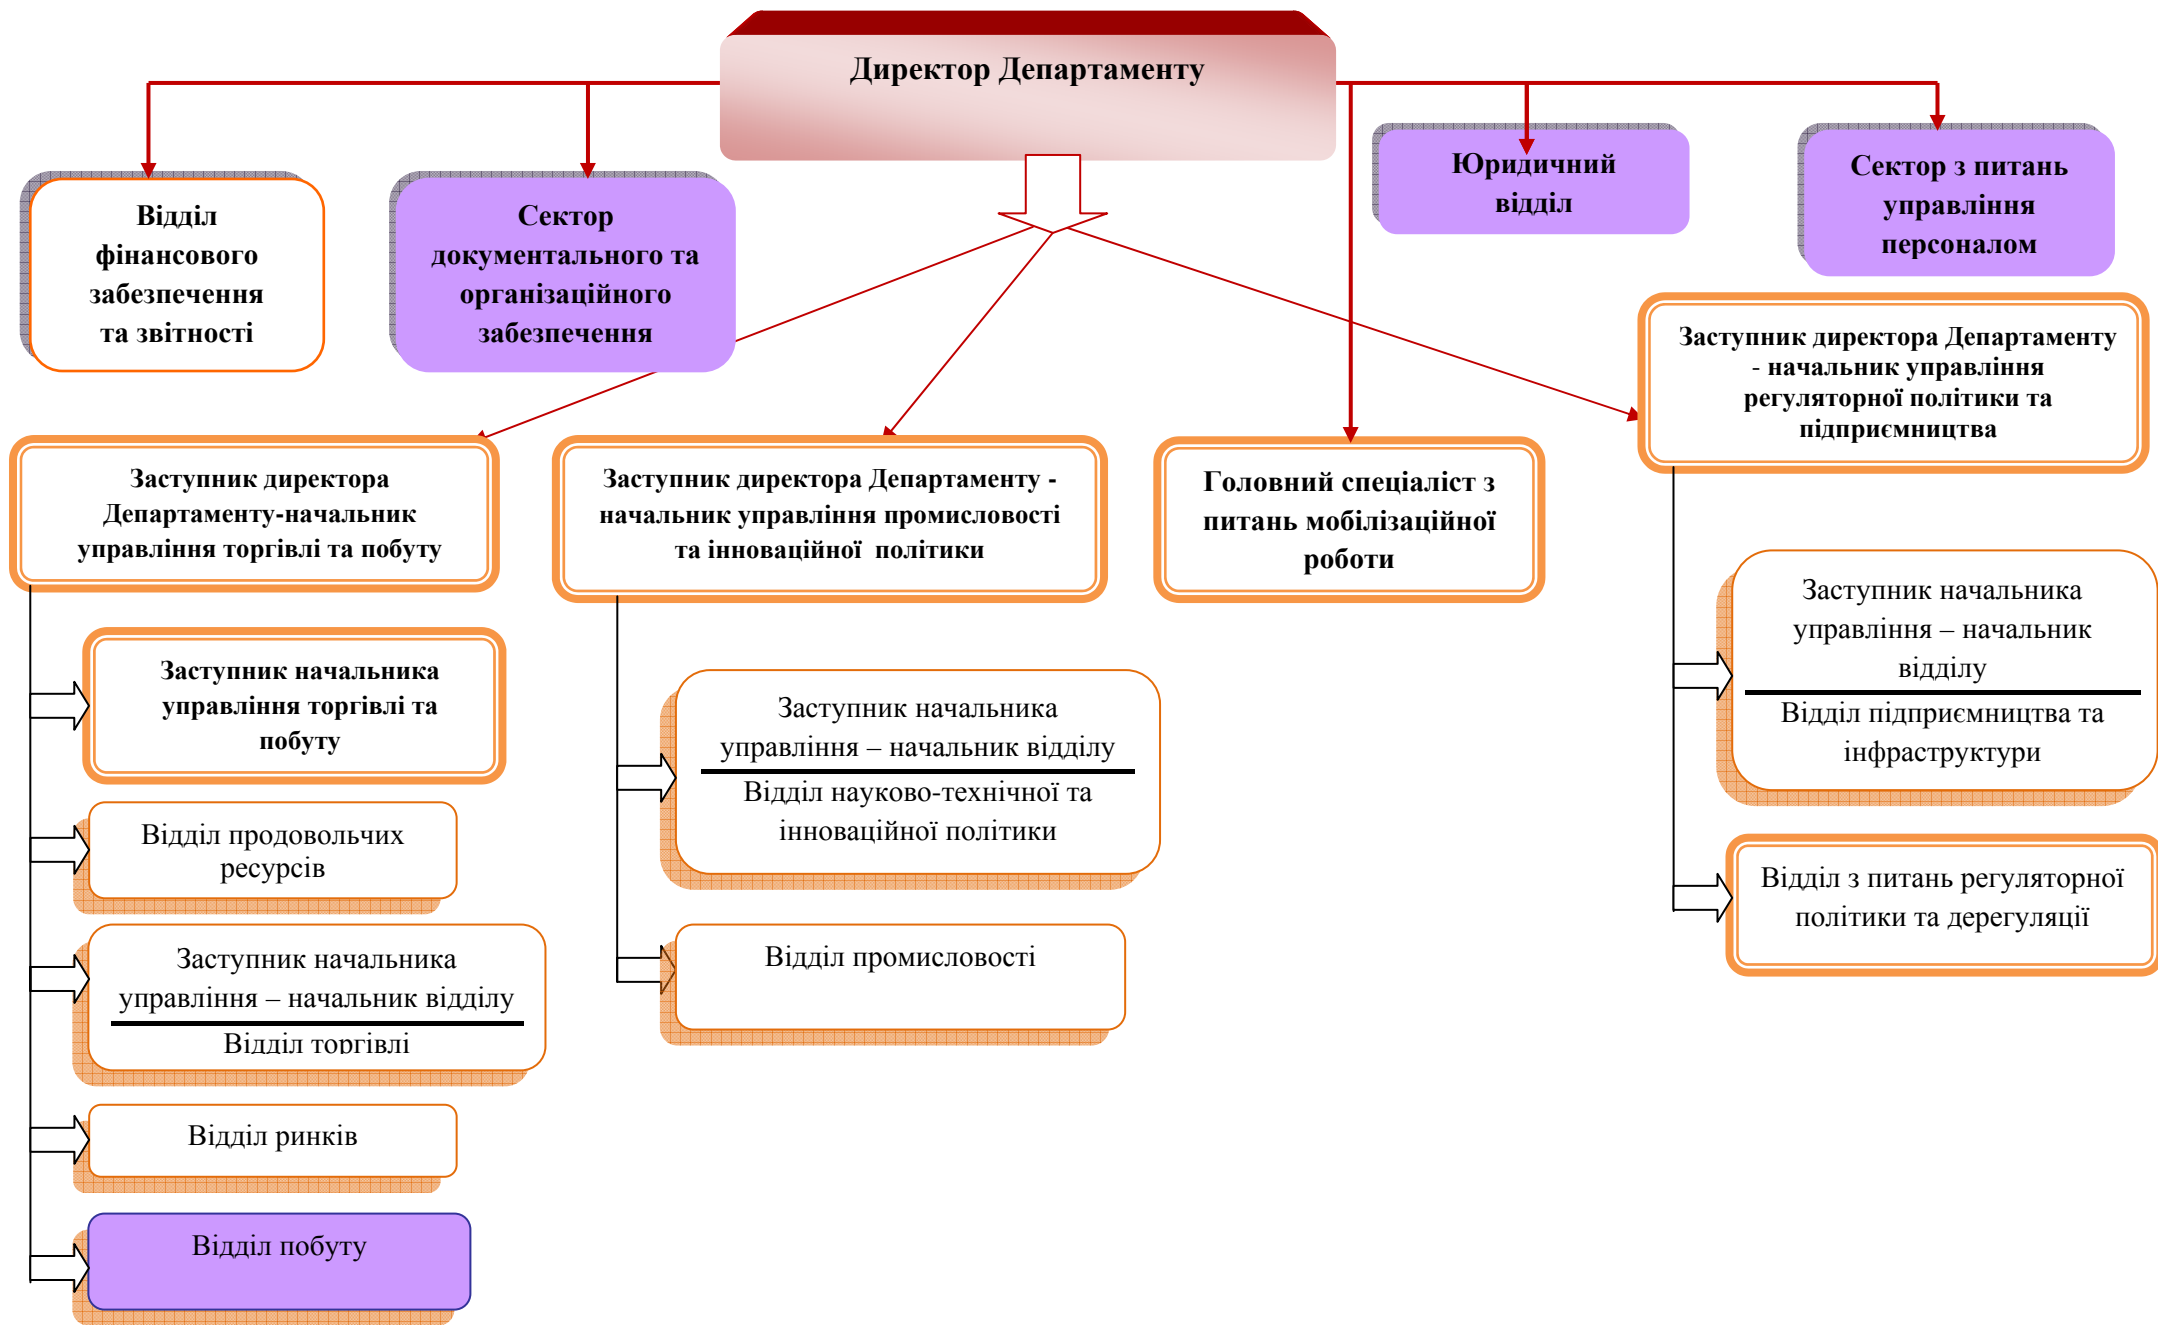 Директор Департаменту
Відділ
фінансового
забезпечення
та звітності
Сектор
документального та
організаційного
забезпечення
Юридичний
відділ
Сектор з питань
управління
персоналом
Заступник директора Департаменту
- начальник управління
регуляторної політики та
підприємництва
Заступник директора
Департаменту-начальник
управління торгівлі та побуту
Заступник директора Департаменту -
начальник управління промисловості
та інноваційної політики
Головний спеціаліст з
питань мобілізаційної
роботи
Заступник начальника
управління торгівлі та
побуту
Відділ продовольчих
ресурсів
Заступник начальника
управління – начальник відділу
Відділ торгівлі
Відділ ринків
Відділ побуту
Заступник начальника
управління – начальник відділу
Відділ науково-технічної та
інноваційної політики
Відділ промисловості
Заступник начальника
управління – начальник
відділу
Відділ підприємництва та
інфраструктури
Відділ з питань регуляторної
політики та дерегуляції